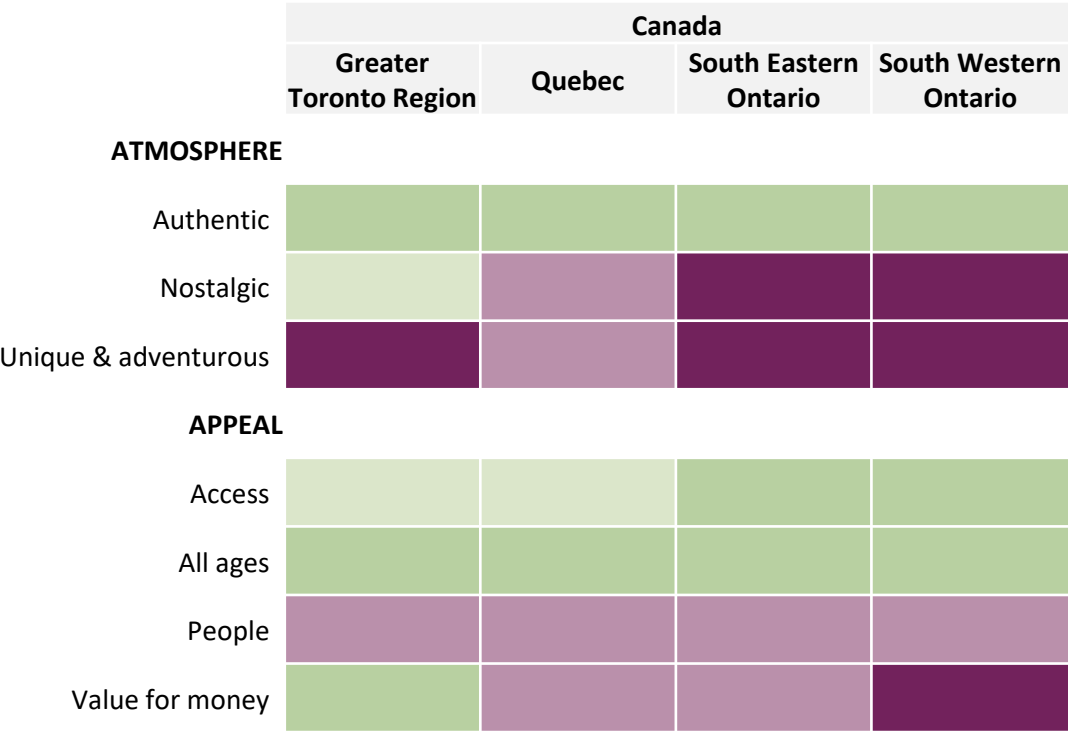 Canada
Greater Toronto Region
Quebec
South Eastern Ontario
South Western Ontario
ATMOSPHERE
Authentic
Nostalgic
Unique & adventurous
APPEAL
Access
All ages
People
Value for money